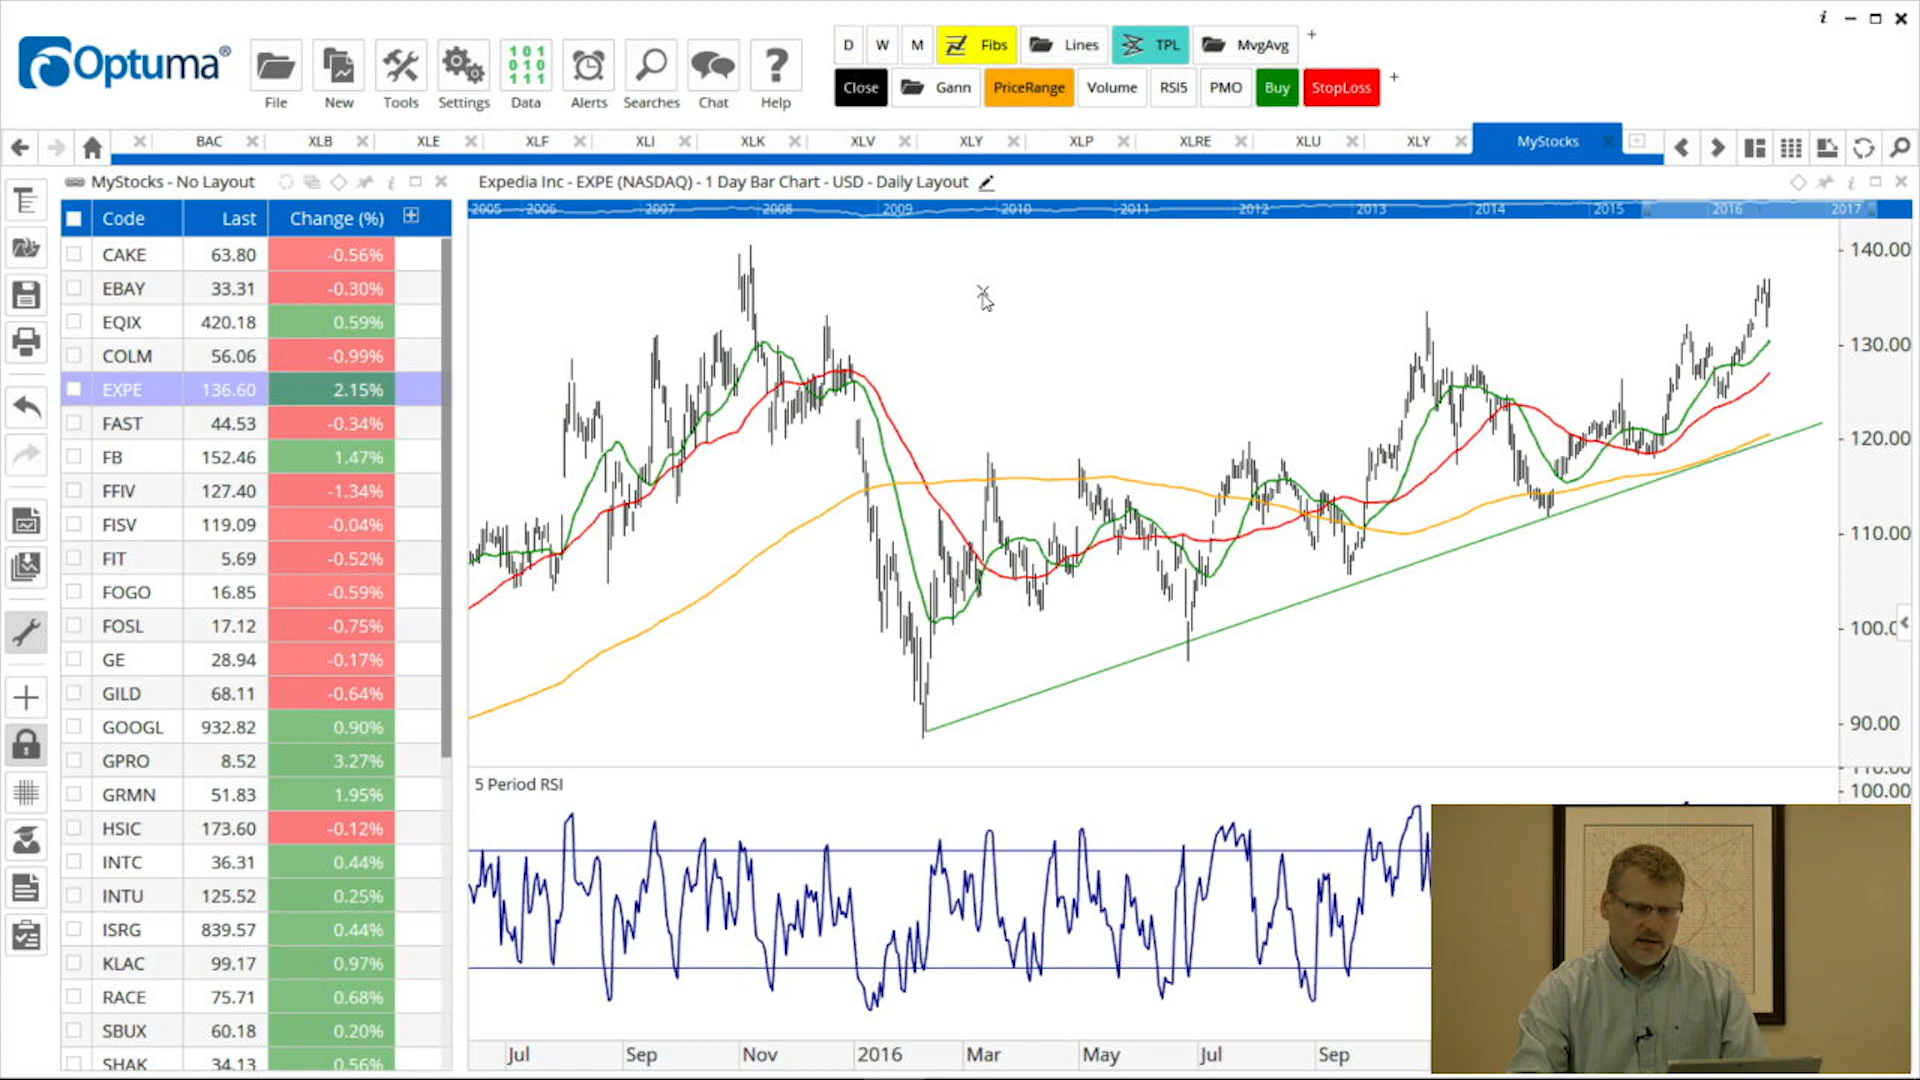 Optuma®
File
New
Tools
Settings
Data
Alerts
Searches
Chat
Help
D W M Fibs Lines TPL MvgAvg +
Close Gann PriceRange Volume RSI5 PMO Buy StopLoss +
BAC XLB XLE XLF XLI XLK XLV XLY XLP XLRE XLU XLY MyStocks
MyStocks - No Layout
Code Last Change (%)
CAKE 63.80 -0.56%
EBAY 33.31 -0.30%
EQIX 420.18 0.59%
COLM 56.06 -0.99%
EXPE 136.60 2.15%
FAST 44.53 -0.34%
FB 152.46 1.47%
FFIV 127.40 -1.34%
FISV 119.09 -0.04%
FIT 5.69 -0.52%
FOGO 16.85 -0.59%
FOSL 17.12 -0.75%
GE 28.94 -0.17%
GILD 68.11 -0.64%
GOOGL 932.82 0.90%
GPRO 8.52 3.27%
GRMN 51.83 1.95%
HSIC 173.60 -0.12%
INTC 36.31 0.44%
INTU 125.52 0.25%
ISRG 839.57 0.44%
KLAC 99.17 0.97%
RACE 75.71 0.68%
SBUX 60.18 0.20%
SHAK 34.13 0.56%
Expedia Inc - EXPE (NASDAQ) - 1 Day Bar Chart - USD - Daily Layout
2005 2006 2007 2008 2009 2010 2011 2012 2013 2014 2015 2016 2017
140.00
130.00
120.00
110.00
100.0
90.00
110.00
100.00
5 Period RSI
Jul Sep Nov 2016 Mar May Jul Sep